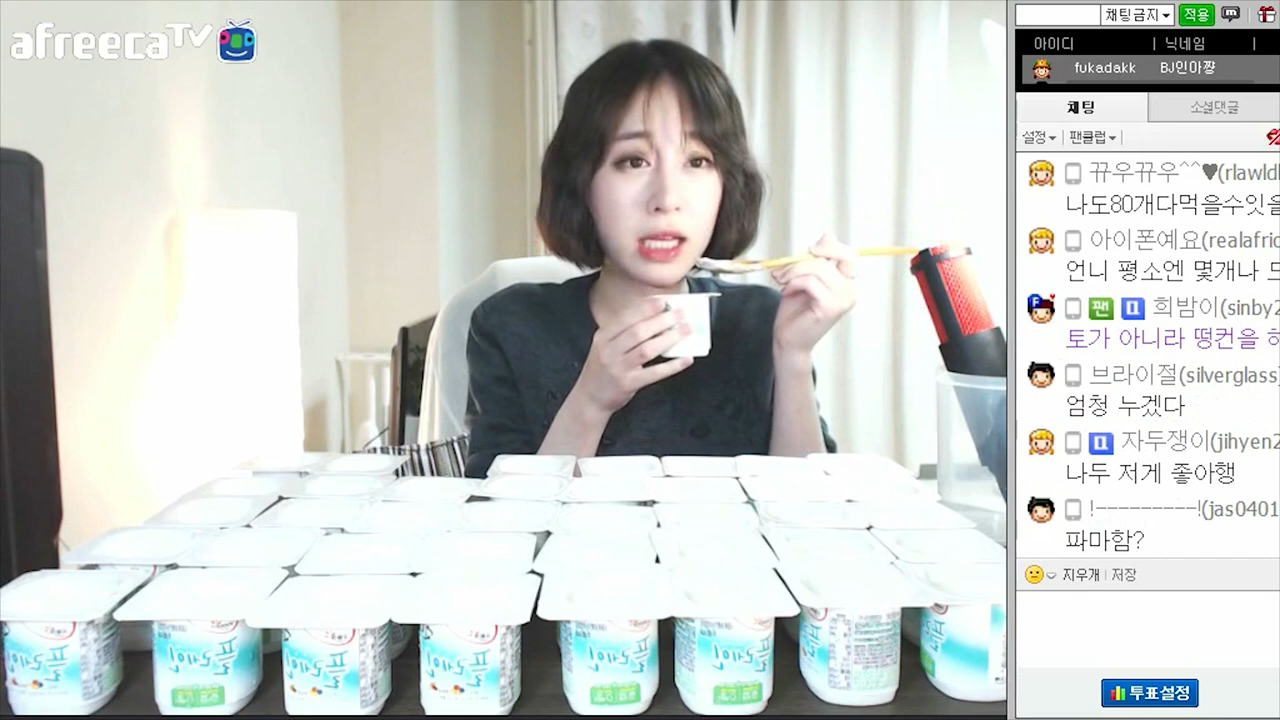 afreecaTV
채팅금지
적용
아이디 | 닉네임 |
fukadakk BJ인아쨩
채팅
소셜댓글
설정 | 팬클럽 |
뀨우뀨우^^♥(rlawldl
나도80개다먹을수잇을
아이폰예요(realafric
언니 평소엔 몇개나 드
팬 희밤이(sinby2
토가 아니라 떵컨을 하
브라이절(silverglass)
엄청 누겠다
자두쟁이(jihyen2
나두 저게 좋아행
!---------!(jas0401
파마함?
지우개 | 저장
투표설정